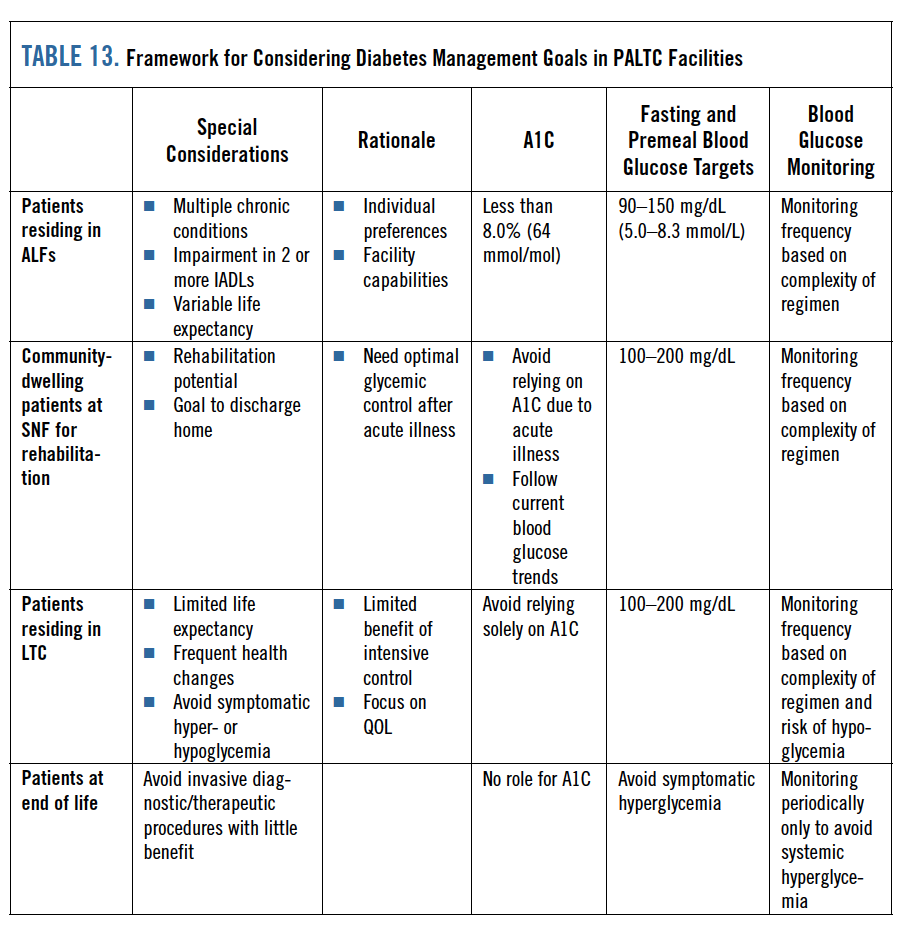 TABLE 13. Framework for Considering Diabetes Management Goals in PALTC Facilities
Special
Considerations
Rationale
A1C
Fasting and
Premeal Blood
Glucose Targets
Blood
Glucose
Monitoring
Patients
residing in
ALFs
■ Multiple chronic
conditions
■ Impairment in 2 or
more IADLs
■ Variable life
expectancy
■ Individual
preferences
■ Facility
capabilities
Less than
8.0% (64
mmol/mol)
90–150 mg/dL
(5.0–8.3 mmol/L)
Monitoring
frequency
based on
complexity of
regimen
Community-
dwelling
patients at
SNF for
rehabilita-
tion
■ Rehabilitation
potential
■ Goal to discharge
home
■ Need optimal
glycemic
control after
acute illness
■ Avoid
relying on
A1C due to
acute
illness
■ Follow
current
blood
glucose
trends
100–200 mg/dL
Monitoring
frequency
based on
complexity of
regimen
Patients
residing in
LTC
■ Limited life
expectancy
■ Frequent health
changes
■ Avoid symptomatic
hyper- or
hypoglycemia
■ Limited
benefit of
intensive
control
■ Focus on
QOL
Avoid relying
solely on A1C
100–200 mg/dL
Monitoring
frequency
based on
complexity of
regimen and
risk of hypo-
glycemia
Patients at
end of life
Avoid invasive diag-
nostic/therapeutic
procedures with little
benefit
No role for A1C
Avoid symptomatic
hyperglycemia
Monitoring
periodically
only to avoid
systemic
hyperglyce-
mia